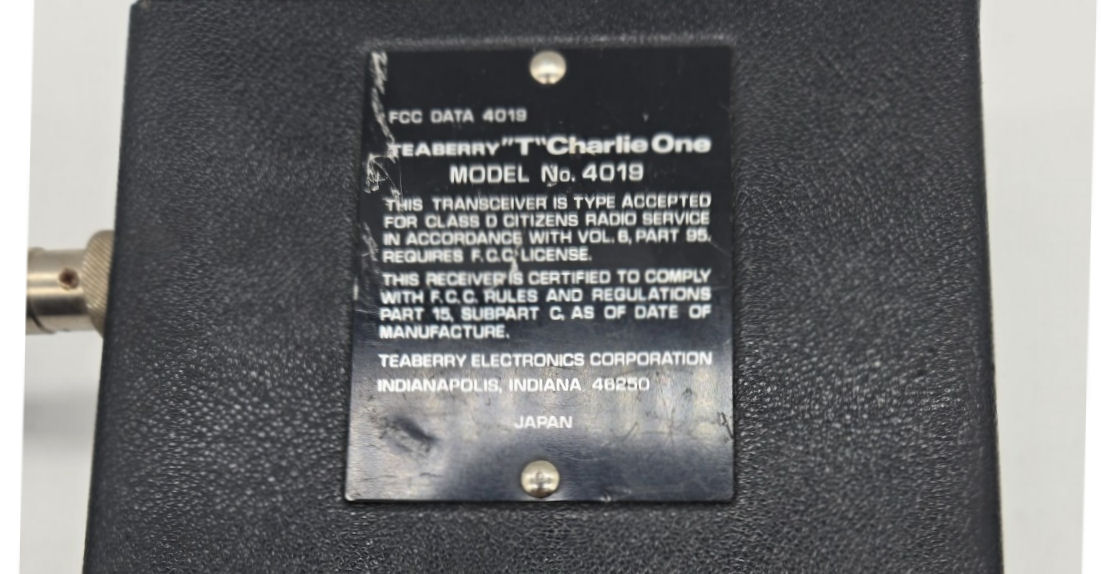 FCC DATA 4019
TEABERRY "T" Charlie One
MODEL No. 4019
THIS TRANSCEIVER IS TYPE ACCEPTED
FOR CLASS D CITIZENS RADIO SERVICE
IN ACCORDANCE WITH VOL. 6, PART 95.
REQUIRES F.C.C. LICENSE.
THIS RECEIVER IS CERTIFIED TO COMPLY
WITH F.C.C. RULES AND REGULATIONS
PART 15, SUBPART C, AS OF DATE OF
MANUFACTURE.
TEABERRY ELECTRONICS CORPORATION
INDIANAPOLIS, INDIANA 46250
JAPAN